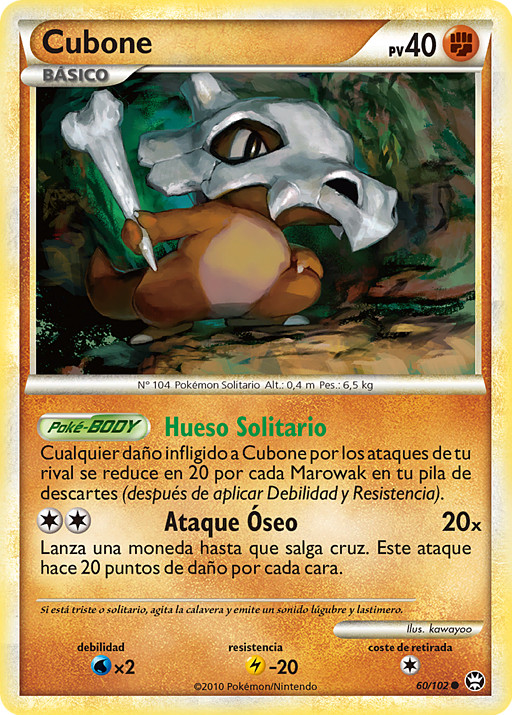 Cubone
PV40
BÁSICO
Nº 104 Pokémon Solitario Alt.: 0,4 m Pes.: 6,5 kg
Poké-BODY Hueso Solitario
Cualquier daño infligido a Cubone por los ataques de tu
rival se reduce en 20 por cada Marowak en tu pila de
descartes (después de aplicar Debilidad y Resistencia).
Ataque Óseo 20x
Lanza una moneda hasta que salga cruz. Este ataque
hace 20 puntos de daño por cada cara.
Si está triste o solitario, agita la calavera y emite un sonido lúgubre y lastimero.
Ilus. kawayoo
debilidad resistencia coste de retirada
×2 -20
©2010 Pokémon/Nintendo 60/102